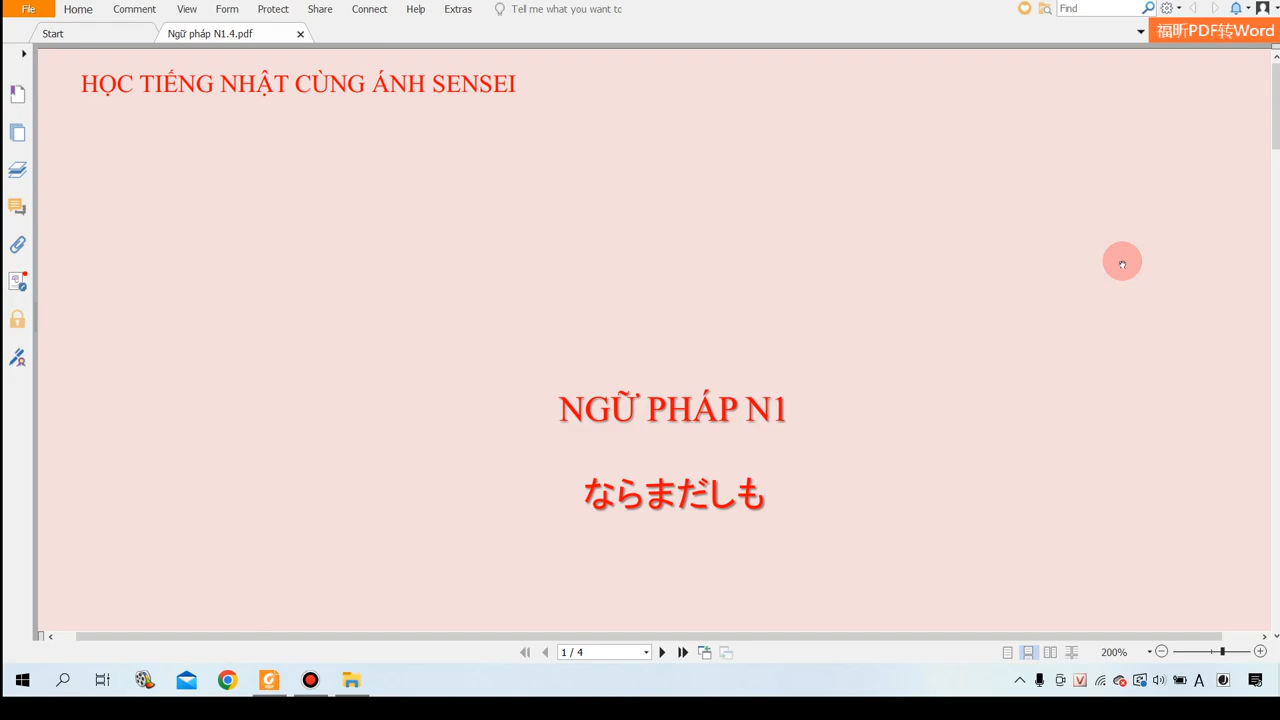 File Home Comment View Form Protect Share Connect Help Extras Tell me what you want to Find
Start Ngữ pháp N1.4.pdf 福昕PDF转Word
HỌC TIẾNG NHẬT CÙNG ÁNH SENSEI
NGỮ PHÁP N1
ならまだしも
1 / 4 200%